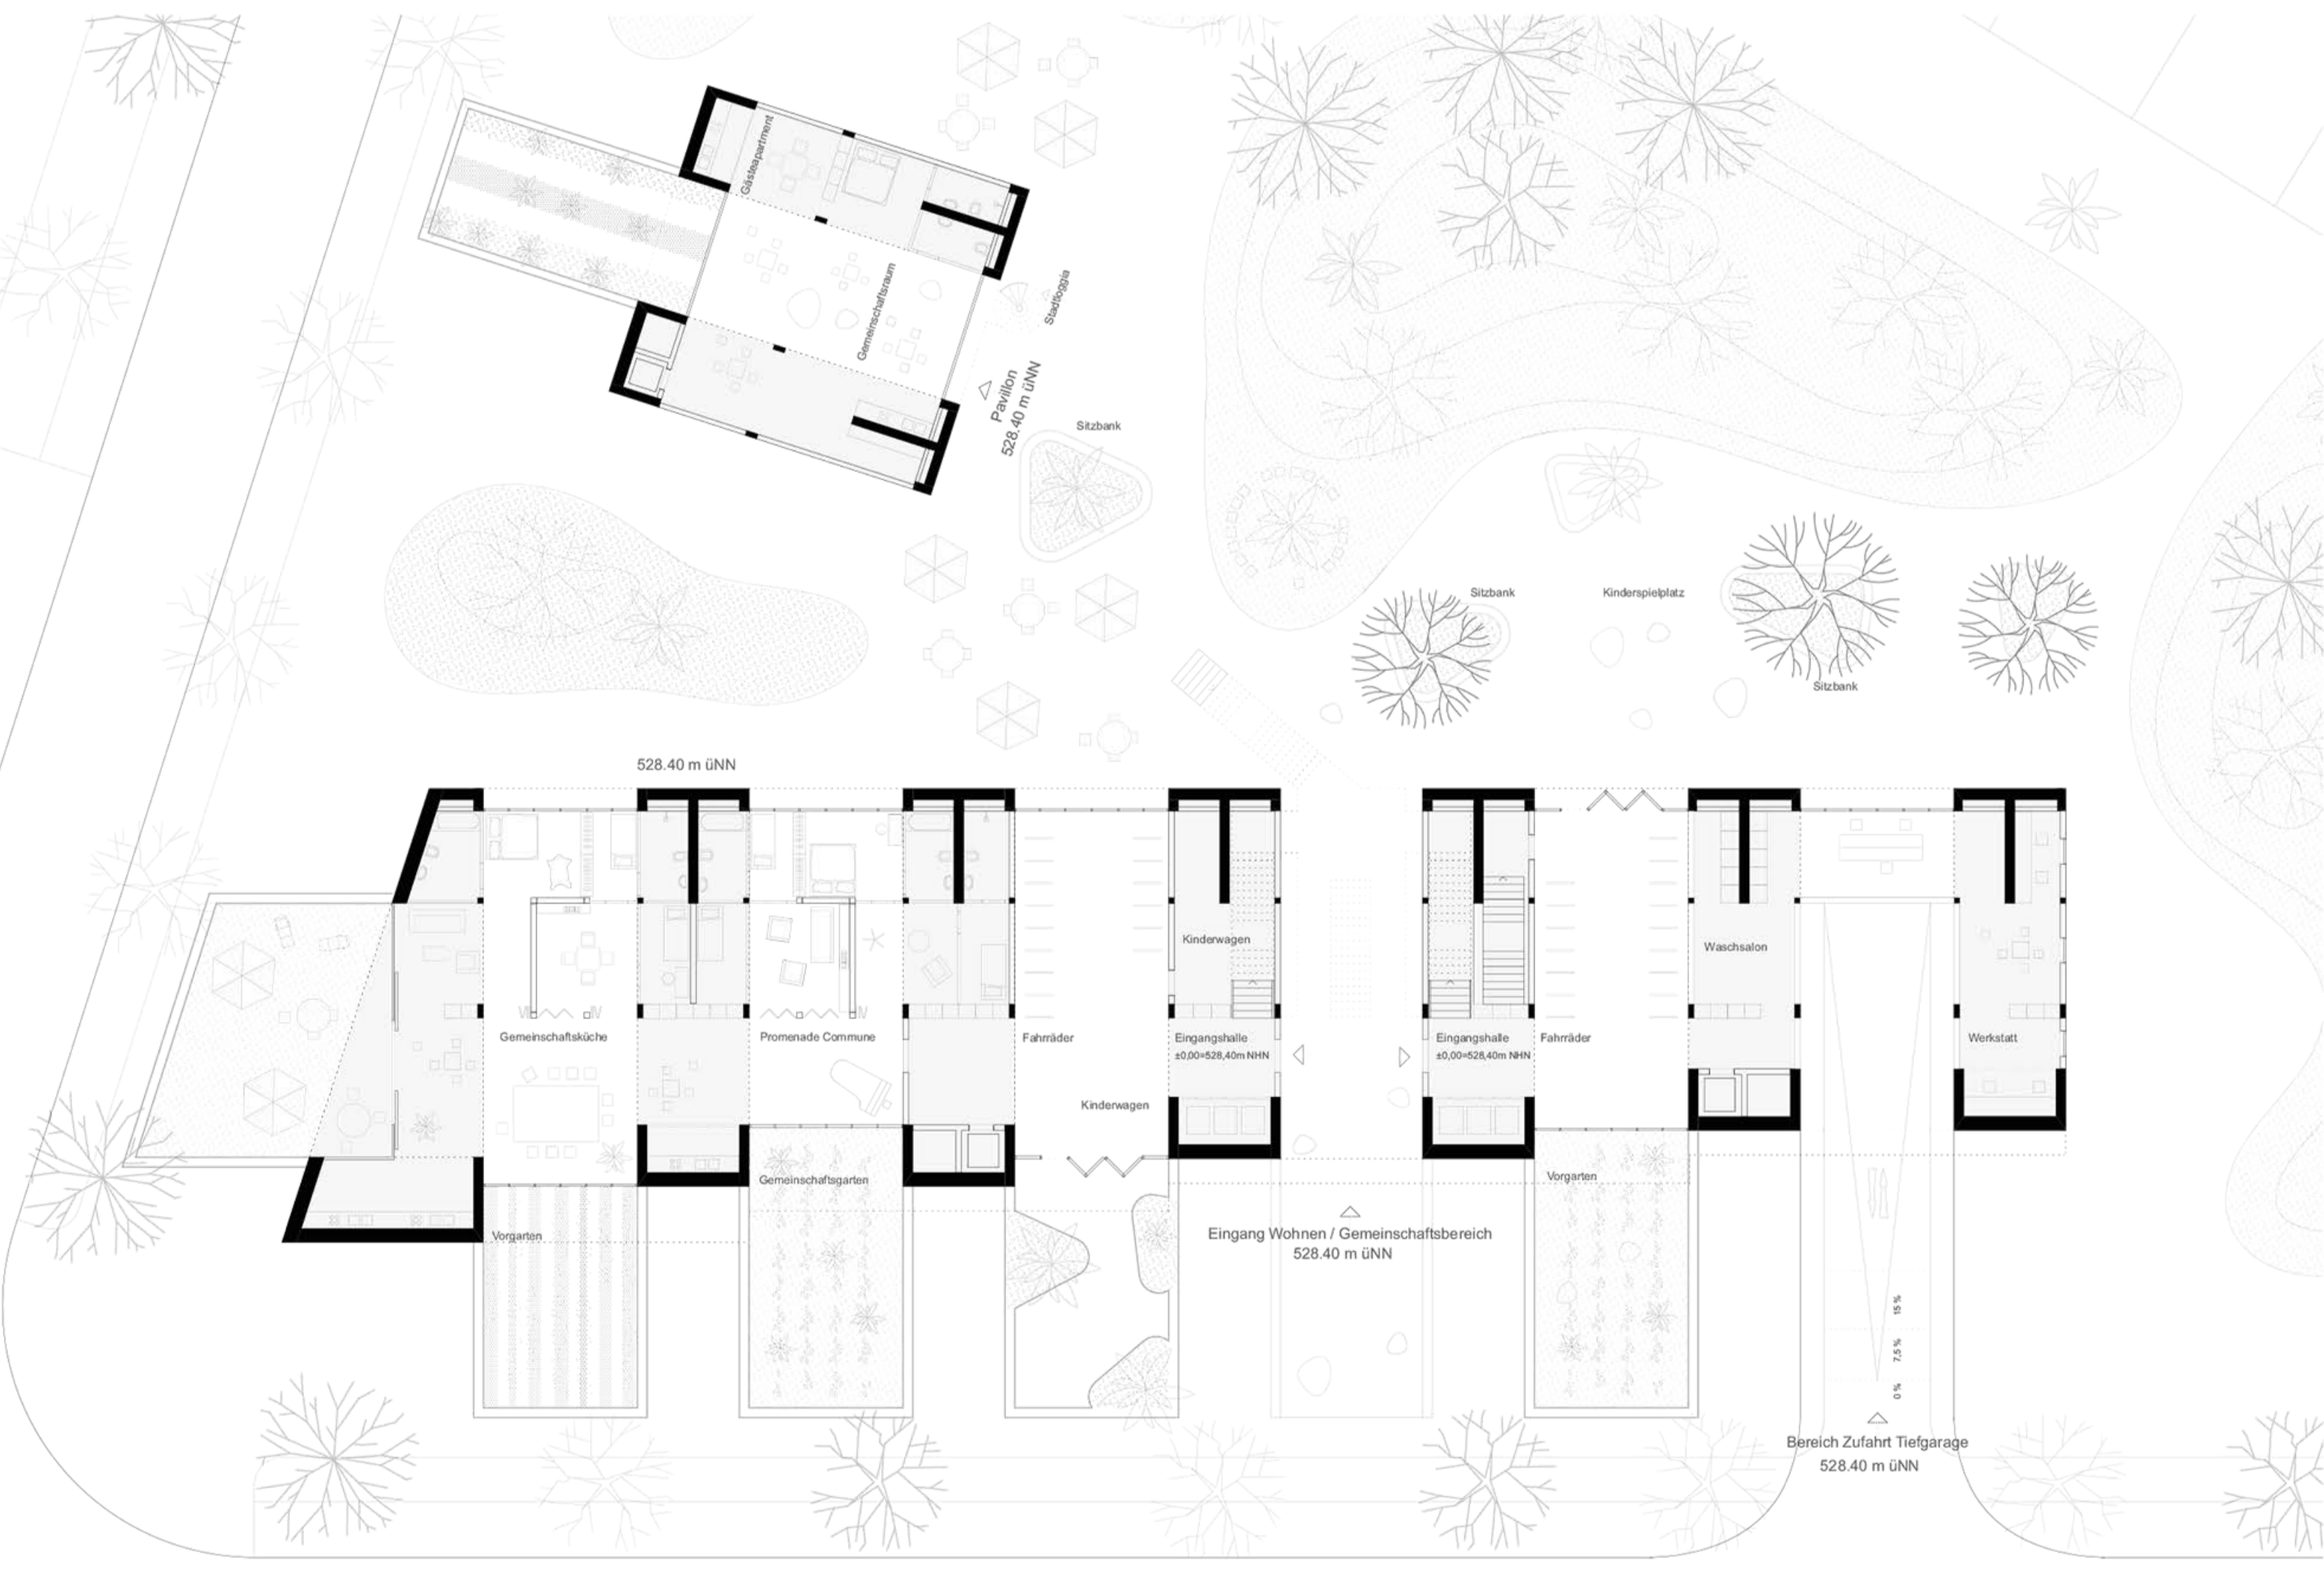 Gästeapartment
Gemeinschaftsraum
Stadtloggia
Pavillon
528.40 m üNN
Sitzbank
Sitzbank
Kinderspielplatz
Sitzbank
528.40 m üNN
Kinderwagen
Waschsalon
Gemeinschaftsküche
Promenade Commune
Fahrräder
Eingangshalle
±0,00=528,40m NHN
Eingangshalle
±0,00=528,40m NHN
Fahrräder
Werkstatt
Kinderwagen
Gemeinschaftsgarten
Vorgarten
Vorgarten
Eingang Wohnen / Gemeinschaftsbereich
528.40 m üNN
15 %
7,5 %
0 %
Bereich Zufahrt Tiefgarage
528.40 m üNN